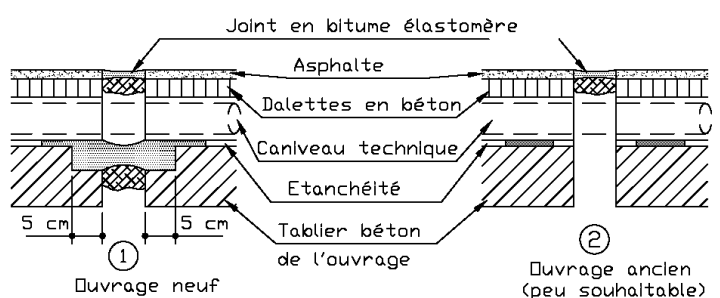 Joint en bitume élastomère
Asphalte
Dalettes en béton
Caniveau technique
Etanchéité
5 cm
5 cm
Tablier béton
de l'ouvrage
1
Ouvrage neuf
2
Ouvrage ancien
(peu souhaitable)